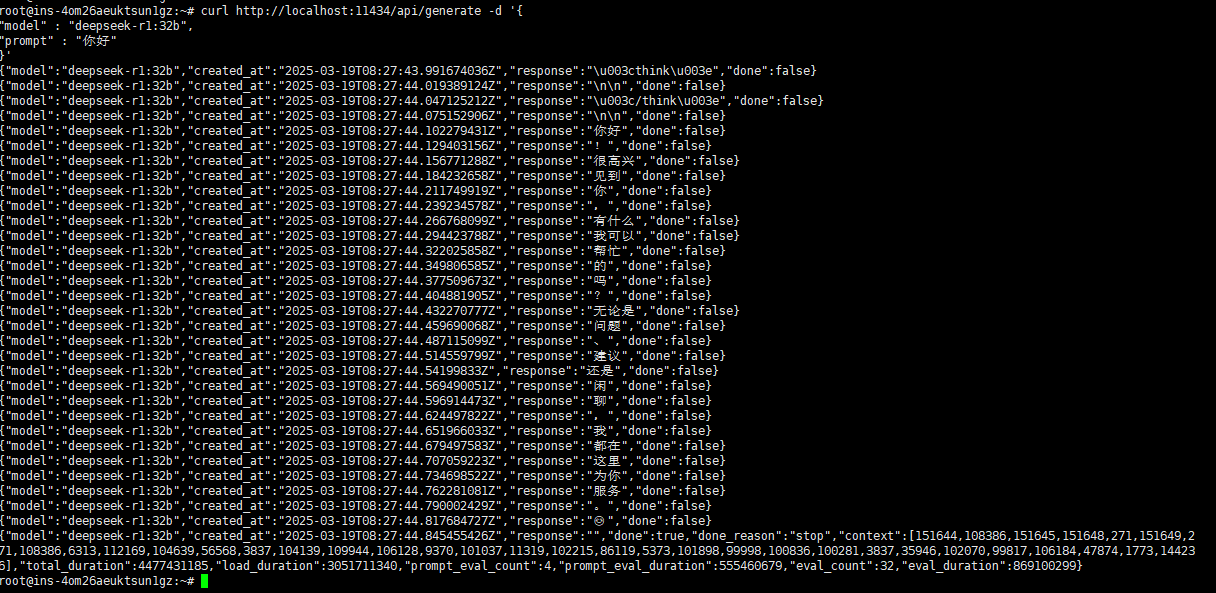 root@ins-4om26aeuktsun1gz:~# curl http://localhost:11434/api/generate -d '{
"model" : "deepseek-r1:32b",
"prompt" : "你好"
}'
{"model":"deepseek-r1:32b","created_at":"2025-03-19T08:27:43.991674036Z","response":"\u003cthink\u003e","done":false}
{"model":"deepseek-r1:32b","created_at":"2025-03-19T08:27:44.019389124Z","response":"\n\n","done":false}
{"model":"deepseek-r1:32b","created_at":"2025-03-19T08:27:44.047125212Z","response":"\u003c/think\u003e","done":false}
{"model":"deepseek-r1:32b","created_at":"2025-03-19T08:27:44.075152906Z","response":"\n\n","done":false}
{"model":"deepseek-r1:32b","created_at":"2025-03-19T08:27:44.102279431Z","response":"你好","done":false}
{"model":"deepseek-r1:32b","created_at":"2025-03-19T08:27:44.129403156Z","response":"！","done":false}
{"model":"deepseek-r1:32b","created_at":"2025-03-19T08:27:44.156771288Z","response":"很高兴","done":false}
{"model":"deepseek-r1:32b","created_at":"2025-03-19T08:27:44.184232658Z","response":"见到","done":false}
{"model":"deepseek-r1:32b","created_at":"2025-03-19T08:27:44.211749919Z","response":"你","done":false}
{"model":"deepseek-r1:32b","created_at":"2025-03-19T08:27:44.239234578Z","response":"，","done":false}
{"model":"deepseek-r1:32b","created_at":"2025-03-19T08:27:44.266768099Z","response":"有什么","done":false}
{"model":"deepseek-r1:32b","created_at":"2025-03-19T08:27:44.294423788Z","response":"我可以","done":false}
{"model":"deepseek-r1:32b","created_at":"2025-03-19T08:27:44.322025858Z","response":"帮忙","done":false}
{"model":"deepseek-r1:32b","created_at":"2025-03-19T08:27:44.349806585Z","response":"的","done":false}
{"model":"deepseek-r1:32b","created_at":"2025-03-19T08:27:44.377509673Z","response":"吗","done":false}
{"model":"deepseek-r1:32b","created_at":"2025-03-19T08:27:44.404881905Z","response":"？","done":false}
{"model":"deepseek-r1:32b","created_at":"2025-03-19T08:27:44.432270777Z","response":"无论是","done":false}
{"model":"deepseek-r1:32b","created_at":"2025-03-19T08:27:44.459690068Z","response":"问题","done":false}
{"model":"deepseek-r1:32b","created_at":"2025-03-19T08:27:44.487115099Z","response":"、","done":false}
{"model":"deepseek-r1:32b","created_at":"2025-03-19T08:27:44.514559799Z","response":"建议","done":false}
{"model":"deepseek-r1:32b","created_at":"2025-03-19T08:27:44.54199833Z","response":"还是","done":false}
{"model":"deepseek-r1:32b","created_at":"2025-03-19T08:27:44.569490051Z","response":"闲","done":false}
{"model":"deepseek-r1:32b","created_at":"2025-03-19T08:27:44.596914473Z","response":"聊","done":false}
{"model":"deepseek-r1:32b","created_at":"2025-03-19T08:27:44.624497822Z","response":"，","done":false}
{"model":"deepseek-r1:32b","created_at":"2025-03-19T08:27:44.651966033Z","response":"我","done":false}
{"model":"deepseek-r1:32b","created_at":"2025-03-19T08:27:44.679497583Z","response":"都在","done":false}
{"model":"deepseek-r1:32b","created_at":"2025-03-19T08:27:44.707059223Z","response":"这里","done":false}
{"model":"deepseek-r1:32b","created_at":"2025-03-19T08:27:44.734698522Z","response":"为你","done":false}
{"model":"deepseek-r1:32b","created_at":"2025-03-19T08:27:44.762281081Z","response":"服务","done":false}
{"model":"deepseek-r1:32b","created_at":"2025-03-19T08:27:44.790002429Z","response":"。","done":false}
{"model":"deepseek-r1:32b","created_at":"2025-03-19T08:27:44.817684727Z","response":"😊","done":false}
{"model":"deepseek-r1:32b","created_at":"2025-03-19T08:27:44.845455426Z","response":"","done":true,"done_reason":"stop","context":[151644,108386,151645,151648,271,151649,2
71,108386,6313,112169,104639,56568,3837,104139,109944,106128,9370,101037,11319,102215,86119,5373,101898,99998,100836,100281,3837,35946,102070,99817,106184,47874,1773,14423
6],"total_duration":4477431185,"load_duration":3051711340,"prompt_eval_count":4,"prompt_eval_duration":555460679,"eval_count":32,"eval_duration":869100299}
root@ins-4om26aeuktsun1gz:~#